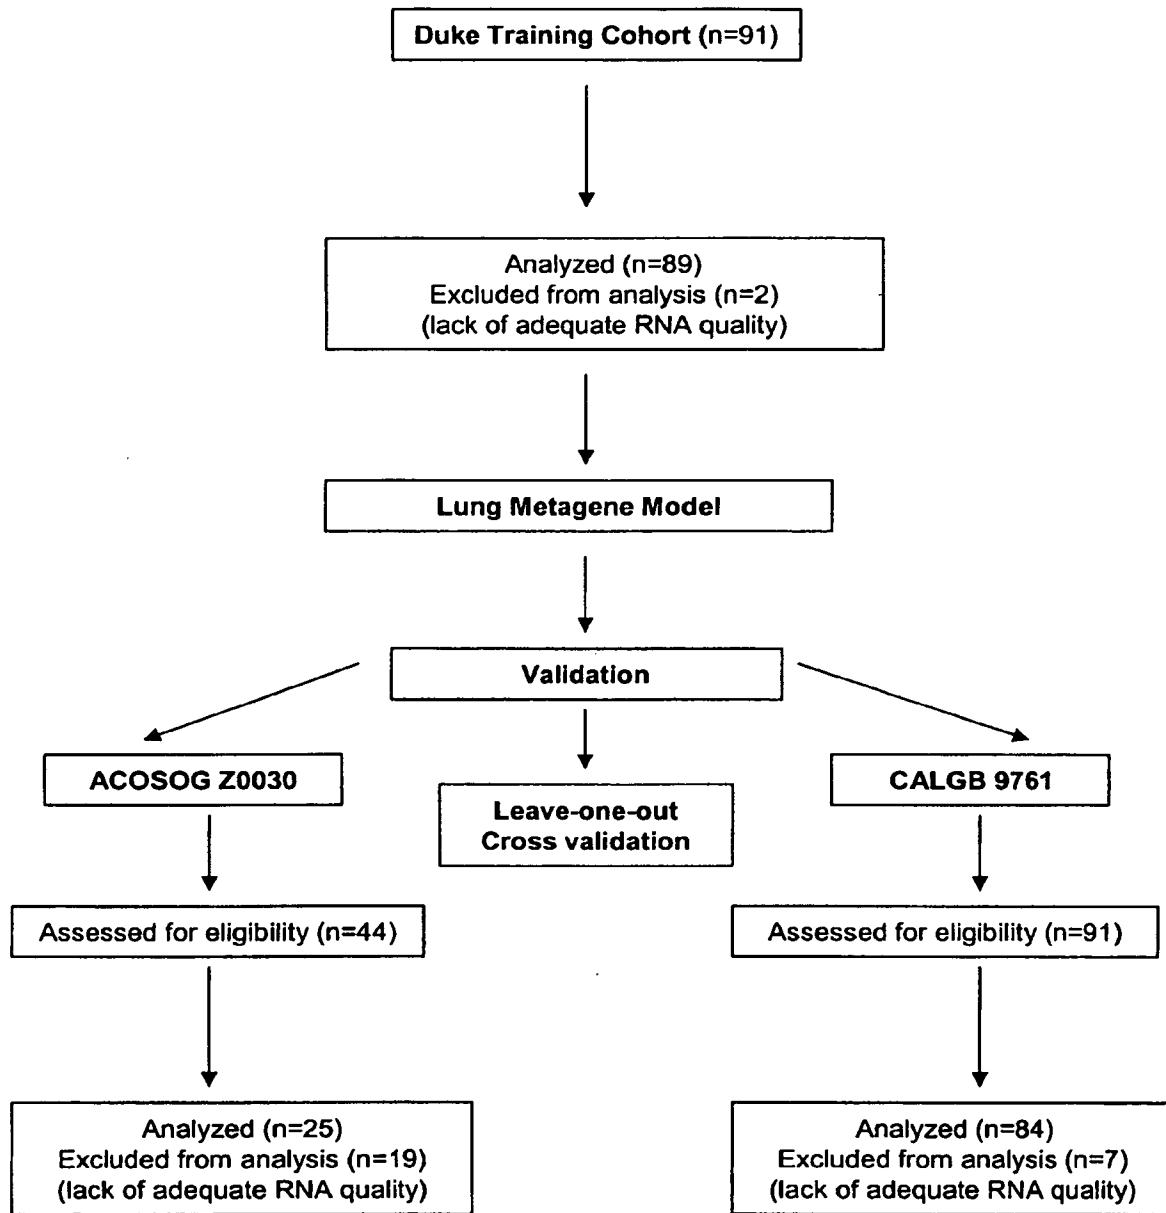 Duke Training Cohort (n=91)
Analyzed (n=89)
Excluded from analysis (n=2)
(lack of adequate RNA quality)
Lung Metagene Model
Validation
ACOSOG Z0030
Leave-one-out
Cross validation
CALGB 9761
Assessed for eligibility (n=44)
Assessed for eligibility (n=91)
Analyzed (n=25)
Excluded from analysis (n=19)
(lack of adequate RNA quality)
Analyzed (n=84)
Excluded from analysis (n=7)
(lack of adequate RNA quality)